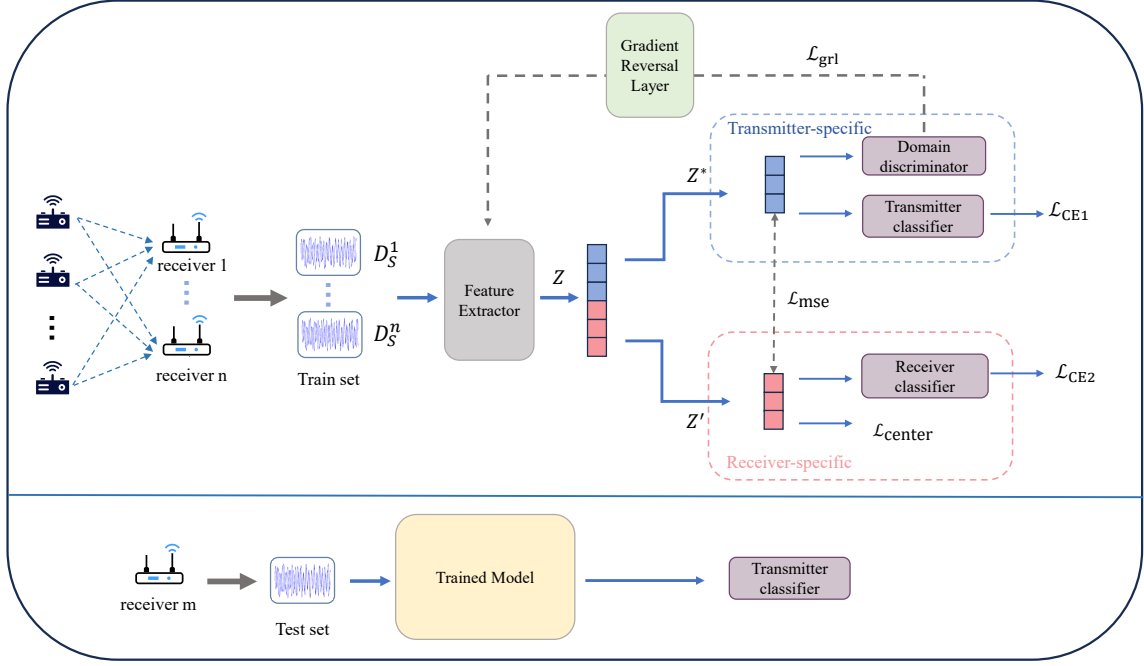 Gradient
Reversal
Layer
ℒgrl
Transmitter-specific
Domain
discriminator
Z*
Transmitter
classifier
ℒCE1
receiver 1
D_S^1
Feature
Extractor
Z
ℒmse
receiver n
D_S^n
Train set
Receiver
classifier
ℒCE2
Z′
ℒcenter
Receiver-specific
Trained Model
Transmitter
classifier
receiver m
Test set